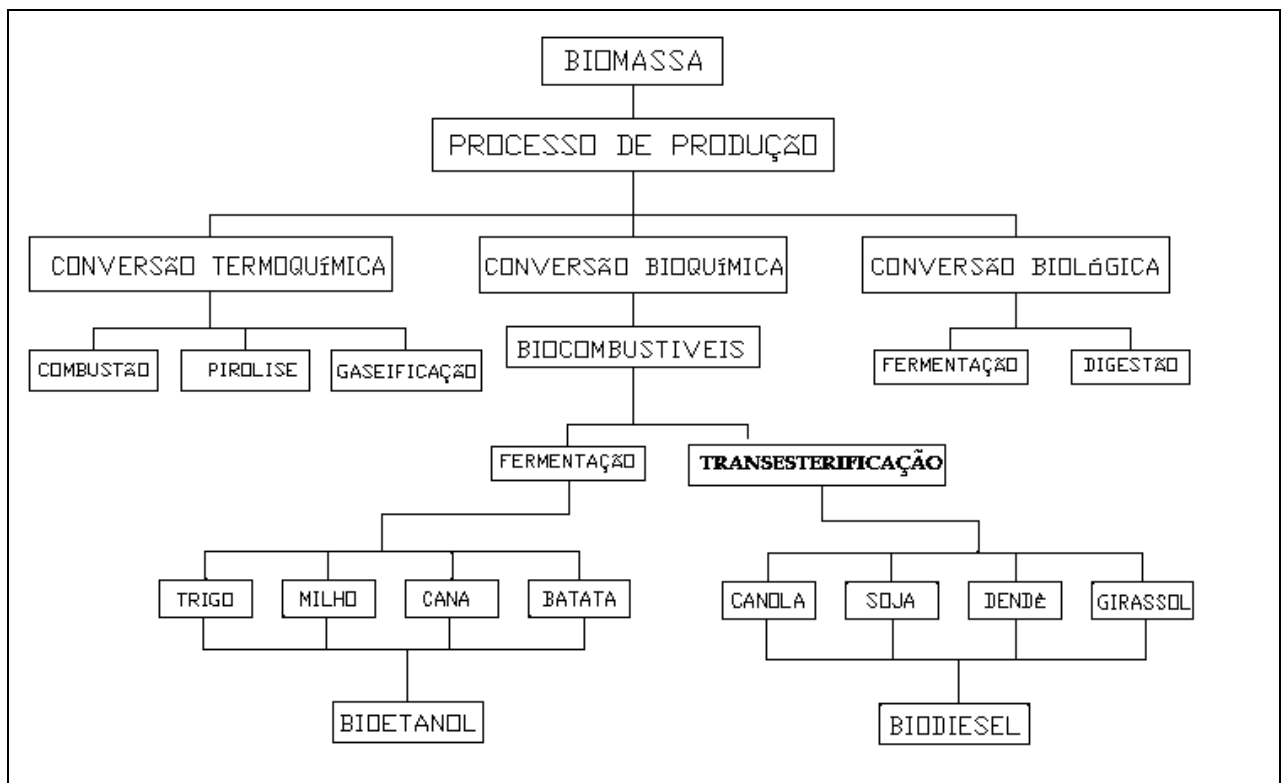 BIOMASSA
PROCESSO DE PRODUÇÃO
CONVERSÃO TERMOQUíMICA
CONVERSÃO BIOQUíMICA
CONVERSÃO BIOLóGICA
COMBUSTÃO
PIROLISE
GASEIFICAÇÃO
BIOCOMBUSTIVEIS
FERMENTAÇÃO
DIGESTÃO
FERMENTAÇÃO
TRANSESTERIFICAÇÃO
TRIGO
MILHO
CANA
BATATA
CANOLA
SOJA
DENDÊ
GIRASSOL
BIOETANOL
BIODIESEL